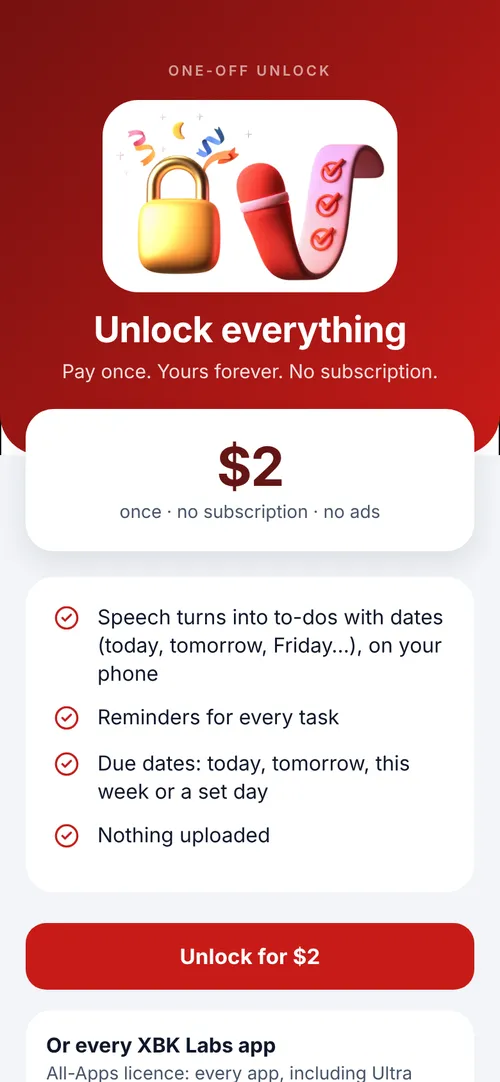 ONE-OFF UNLOCK
Unlock everything
Pay once. Yours forever. No subscription.
$2
once · no subscription · no ads
Speech turns into to-dos with dates
(today, tomorrow, Friday...), on your
phone
Reminders for every task
Due dates: today, tomorrow, this
week or a set day
Nothing uploaded
Unlock for $2
Or every XBK Labs app
All-Apps licence: every app, including Ultra